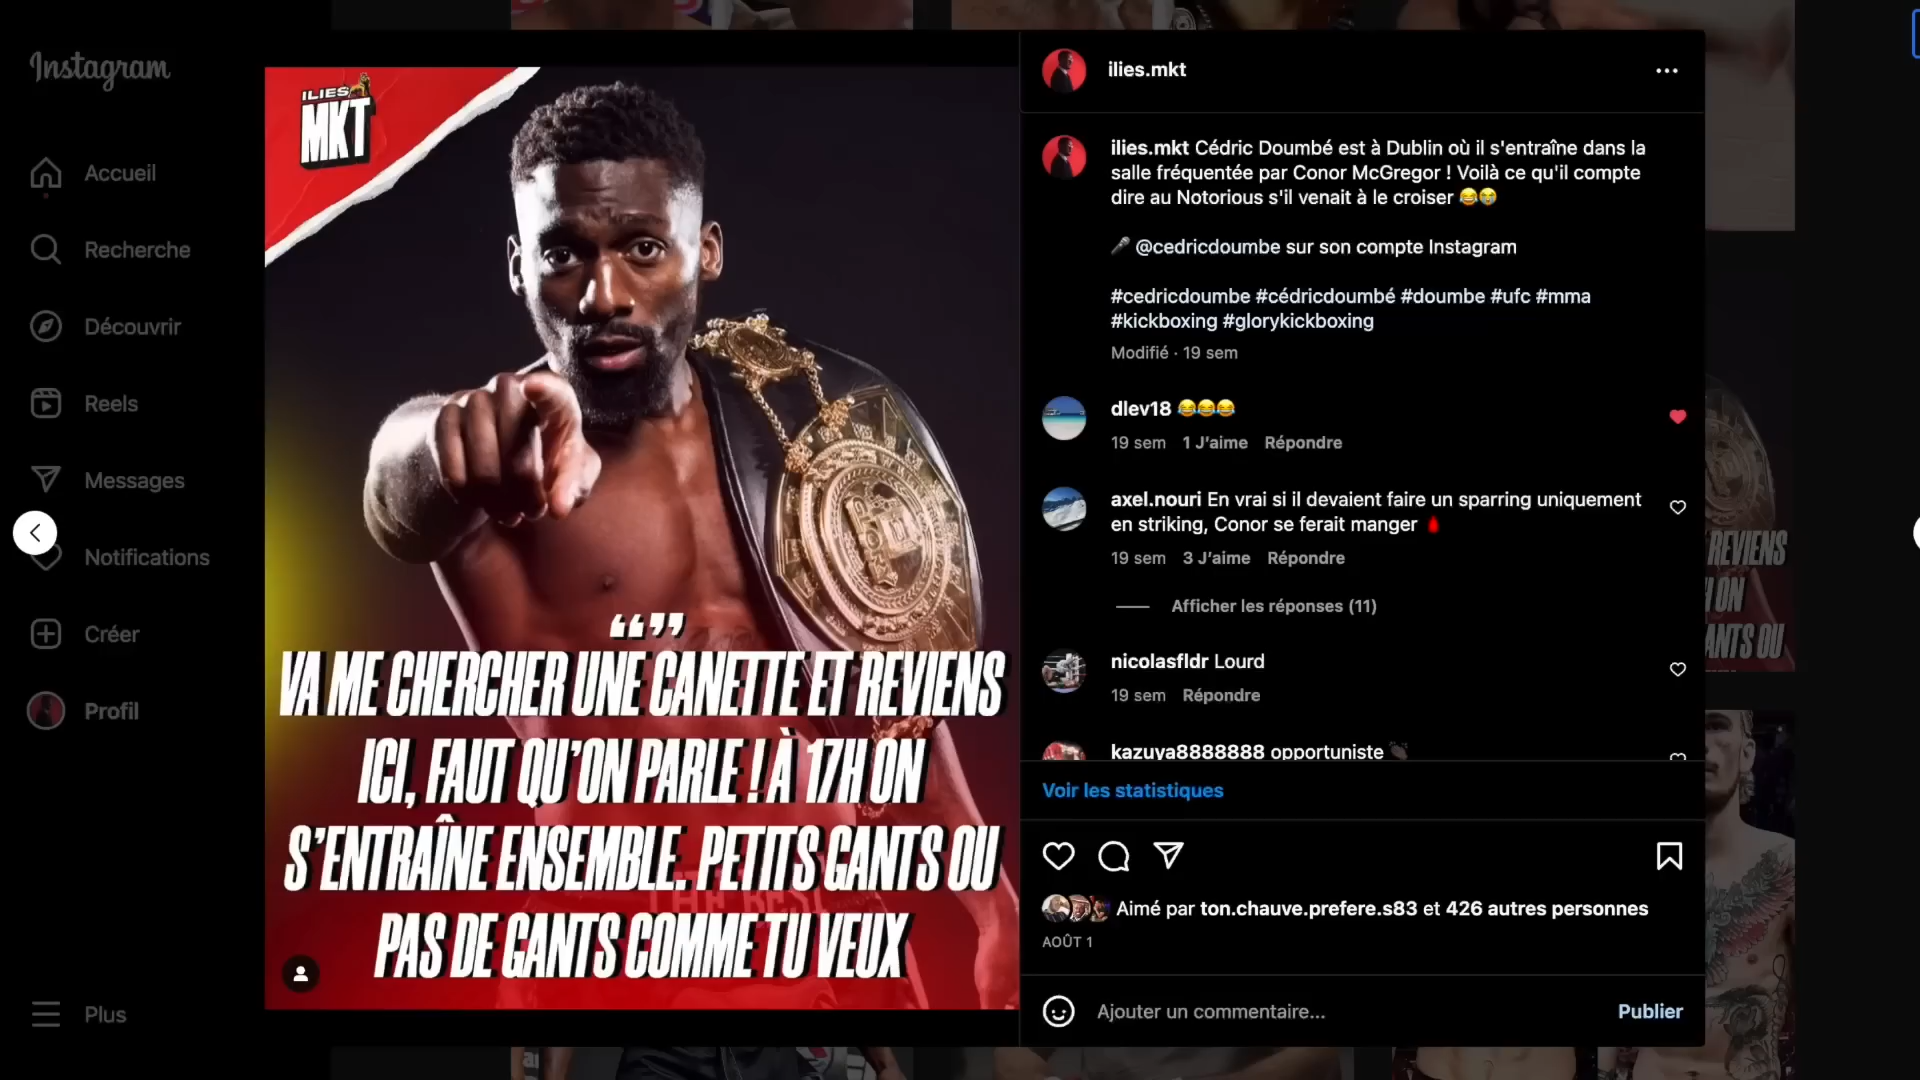 Instagram
Accueil
Recherche
Découvrir
Reels
Messages
Notifications
Créer
Profil
Plus
ILIES
MKT
“”
VA ME CHERCHER UNE CANETTE ET REVIENS
ICI, FAUT QU’ON PARLE ! À 17H ON
S’ENTRAÎNE ENSEMBLE. PETITS GANTS OU
PAS DE GANTS COMME TU VEUX
THE BEST
ilies.mkt
ilies.mkt Cédric Doumbé est à Dublin où il s'entraîne dans la
salle fréquentée par Conor McGregor ! Voilà ce qu'il compte
dire au Notorious s'il venait à le croiser 😂😭
🎤 @cedricdoumbe sur son compte Instagram
#cedricdoumbe #cédricdoumbé #doumbe #ufc #mma
#kickboxing #glorykickboxing
Modifié · 19 sem
dlev18 😂😂😂
19 sem 1 J’aime Répondre
axel.nouri En vrai si il devaient faire un sparring uniquement
en striking, Conor se ferait manger 🩸
19 sem 3 J’aime Répondre
Afficher les réponses (11)
nicolasfldr Lourd
19 sem Répondre
kazuya8888888 opportuniste
Voir les statistiques
Aimé par ton.chauve.prefere.s83 et 426 autres personnes
AOÛT 1
Ajouter un commentaire...
Publier
REVIENS
ON
ANTS OU